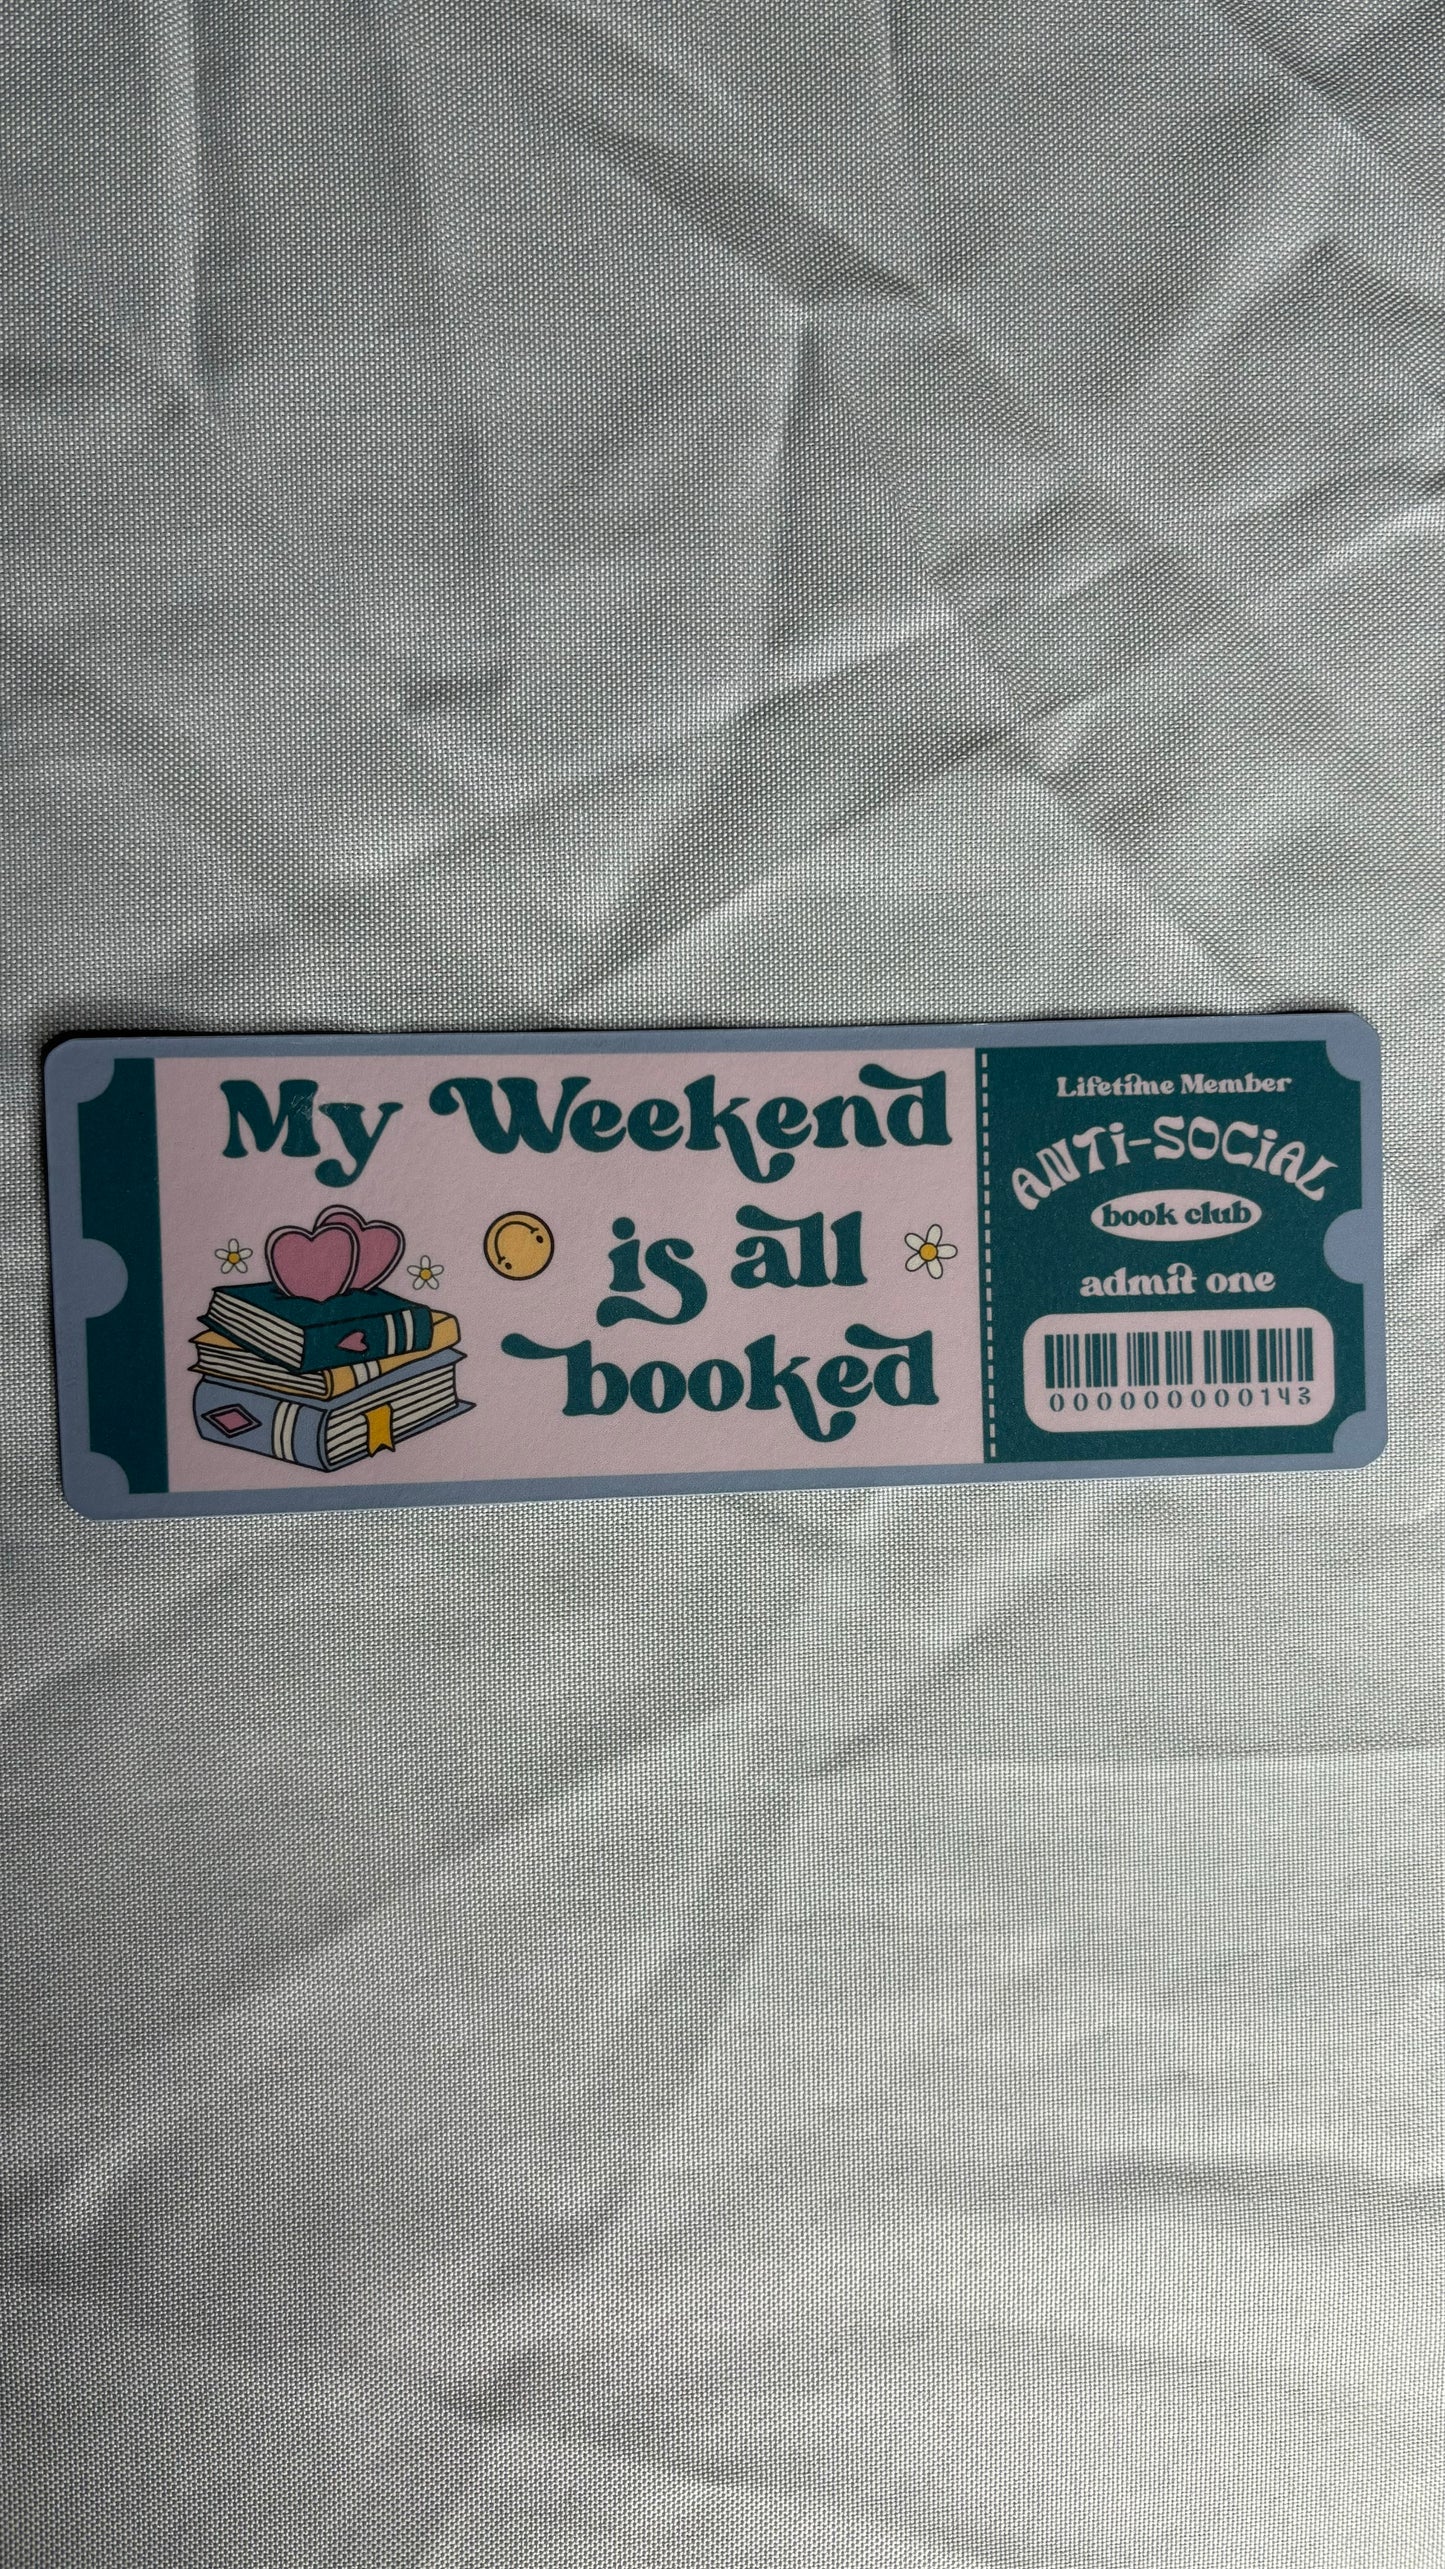 My Weekend
is all
booked
Lifetime Member
ANTi-SOCiAL
book club
admit one
000000000143